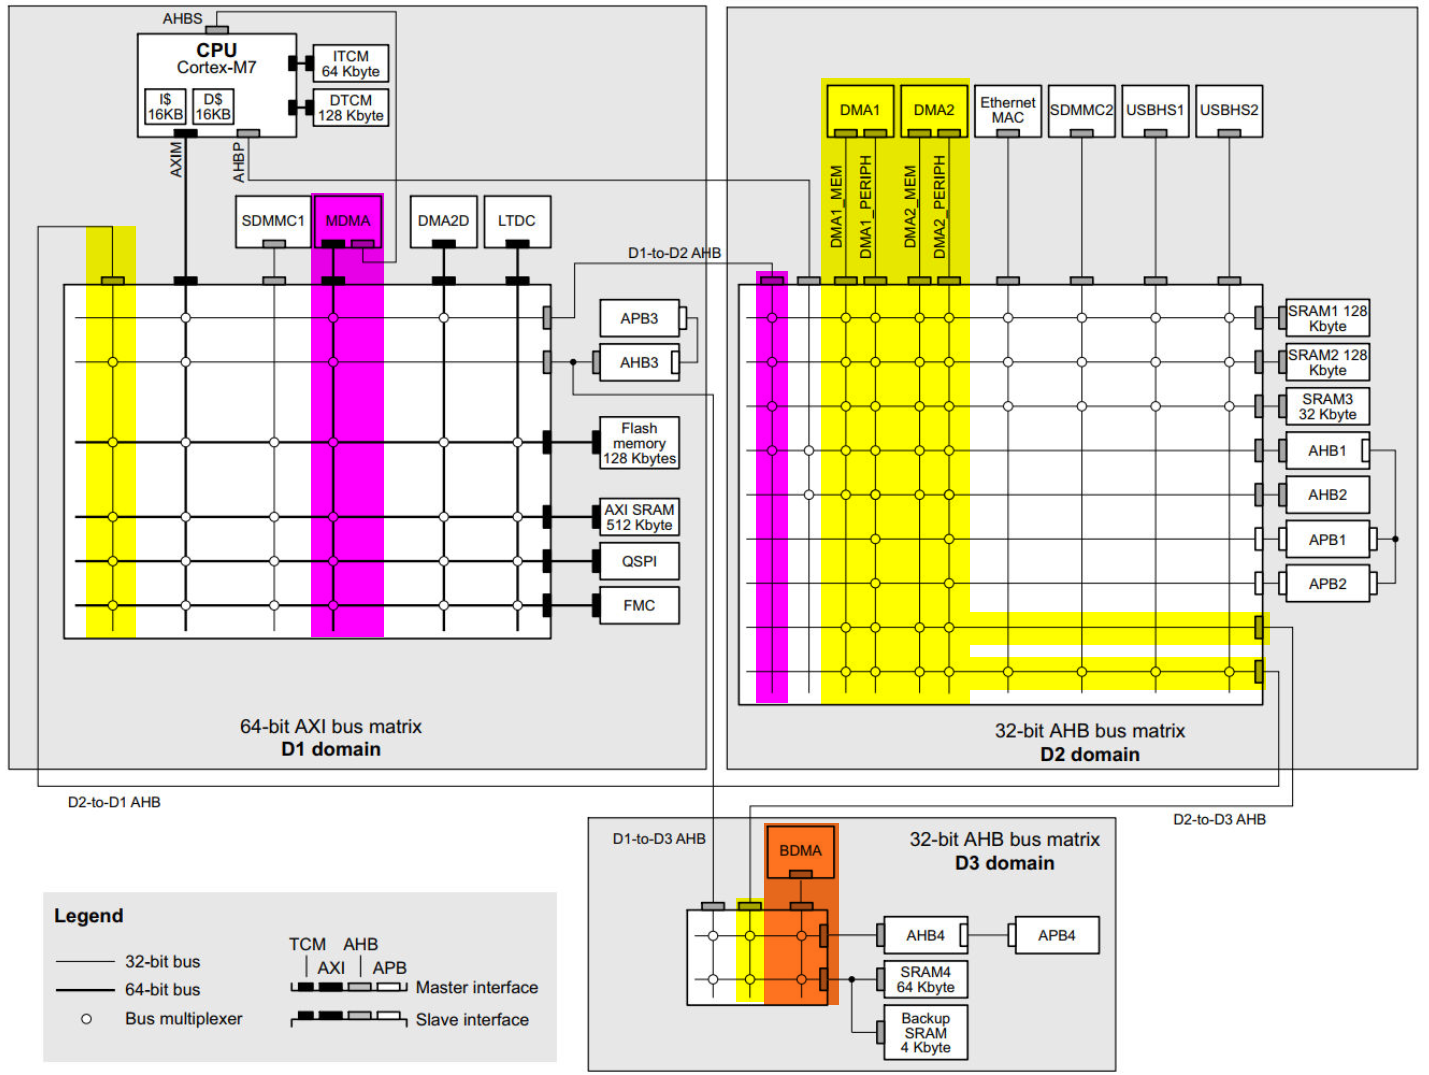 AHBS
CPU
Cortex-M7
I$
16KB
D$
16KB
ITCM
64 Kbyte
DTCM
128 Kbyte
AXIM
AHBP
SDMMC1
MDMA
DMA2D
LTDC
D1-to-D2 AHB
APB3
AHB3
Flash
memory
128 Kbytes
AXI SRAM
512 Kbyte
QSPI
FMC
64-bit AXI bus matrix
D1 domain
DMA1
DMA2
Ethernet
MAC
SDMMC2
USBHS1
USBHS2
DMA1_MEM
DMA1_PERIPH
DMA2_MEM
DMA2_PERIPH
SRAM1 128
Kbyte
SRAM2 128
Kbyte
SRAM3
32 Kbyte
AHB1
AHB2
APB1
APB2
32-bit AHB bus matrix
D2 domain
D2-to-D1 AHB
D2-to-D3 AHB
D1-to-D3 AHB
BDMA
32-bit AHB bus matrix
D3 domain
AHB4
APB4
SRAM4
64 Kbyte
Backup
SRAM
4 Kbyte
Legend
32-bit bus
64-bit bus
Bus multiplexer
TCM AHB
AXI APB
Master interface
Slave interface